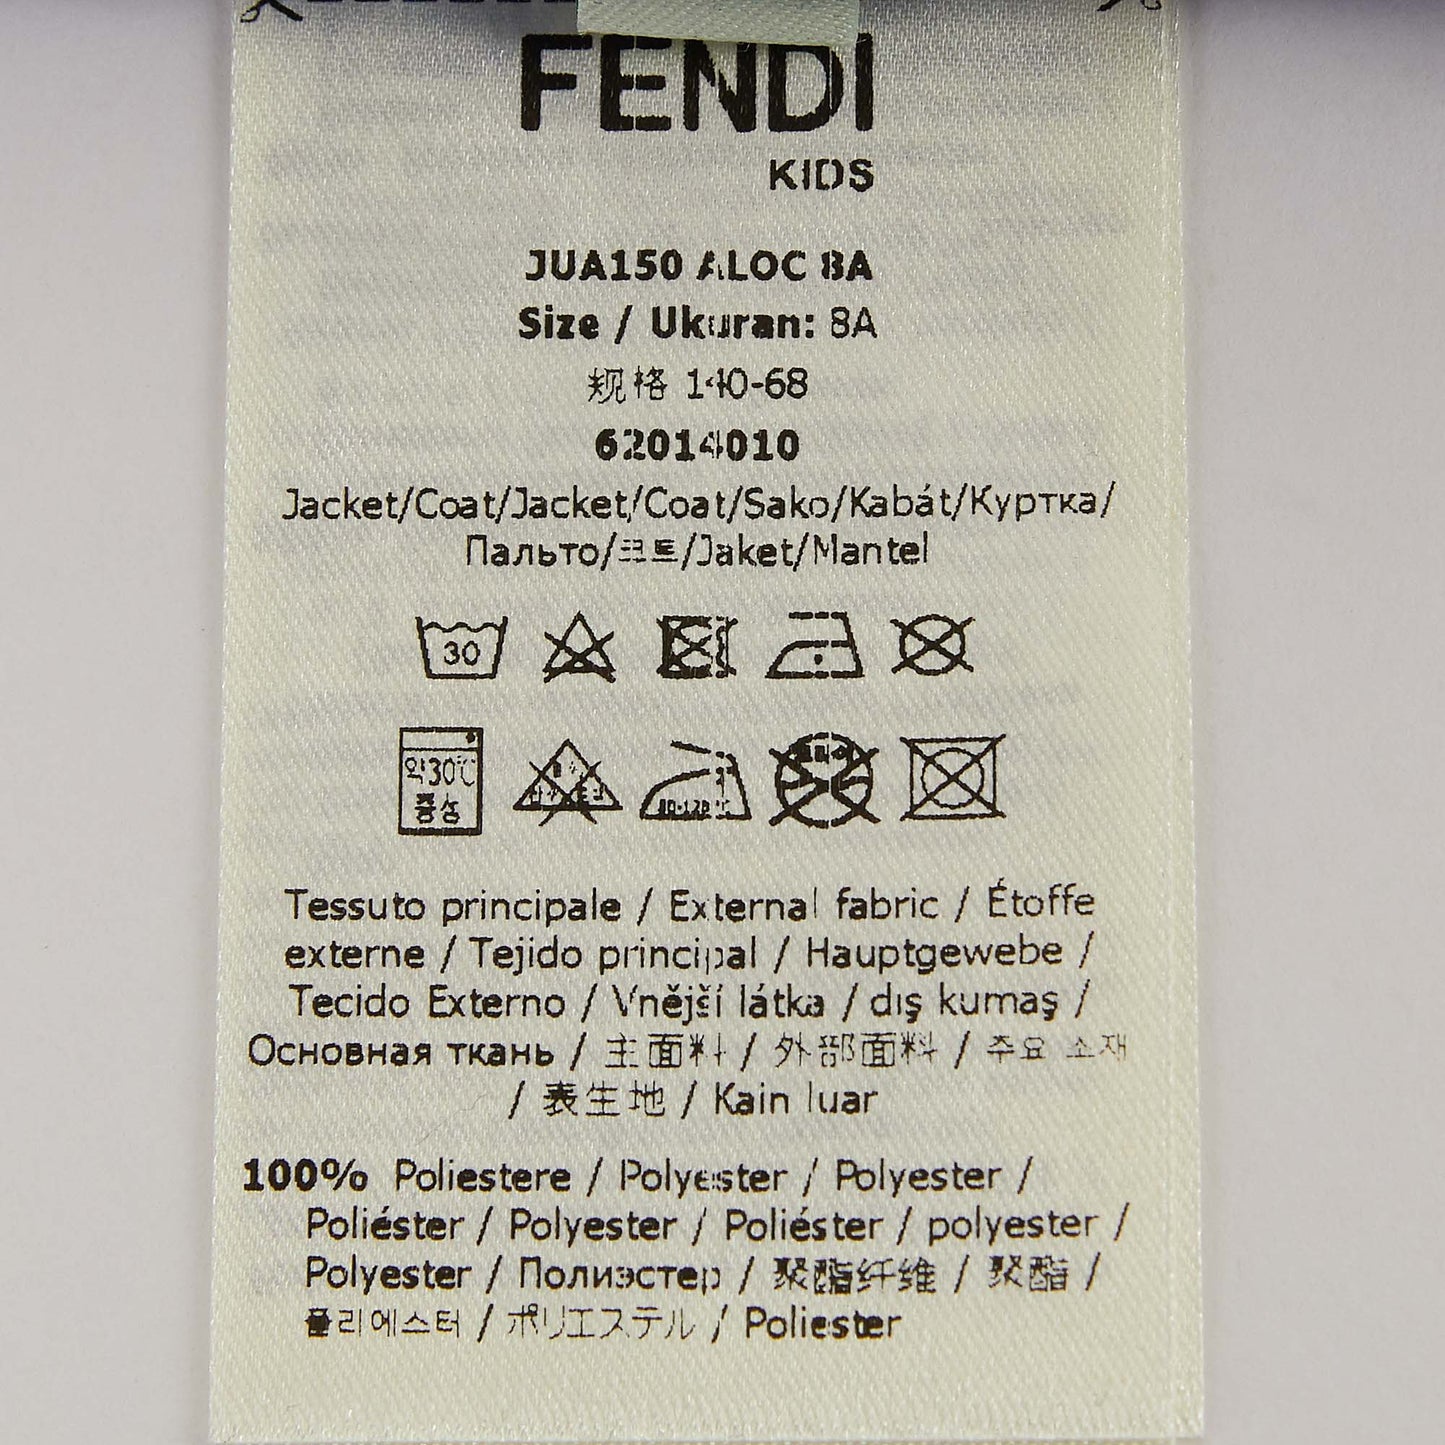 FENDI
KIDS
JUA150 ALOC 8A
Size / Ukuran: 8A
规格 140-68
62014010
Jacket/Coat/Jacket/Coat/Sako/Kabát/Куртка/
Пальто/코트/Jaket/Mantel
30
약30℃
중성
80-120℃
Tessuto principale / External fabric / Étoffe
externe / Tejido principal / Hauptgewebe /
Tecido Externo / Vnější látka / dış kumaş /
Основная ткань / 主面料 / 外部面料 / 주요 소재
/ 表生地 / Kain luar
100% Poliestere / Polyester / Polyester /
Poliéster / Polyester / Poliéster / polyester /
Polyester / Полиэстер / 聚酯纤维 / 聚酯 /
폴리에스터 / ポリエステル / Poliester